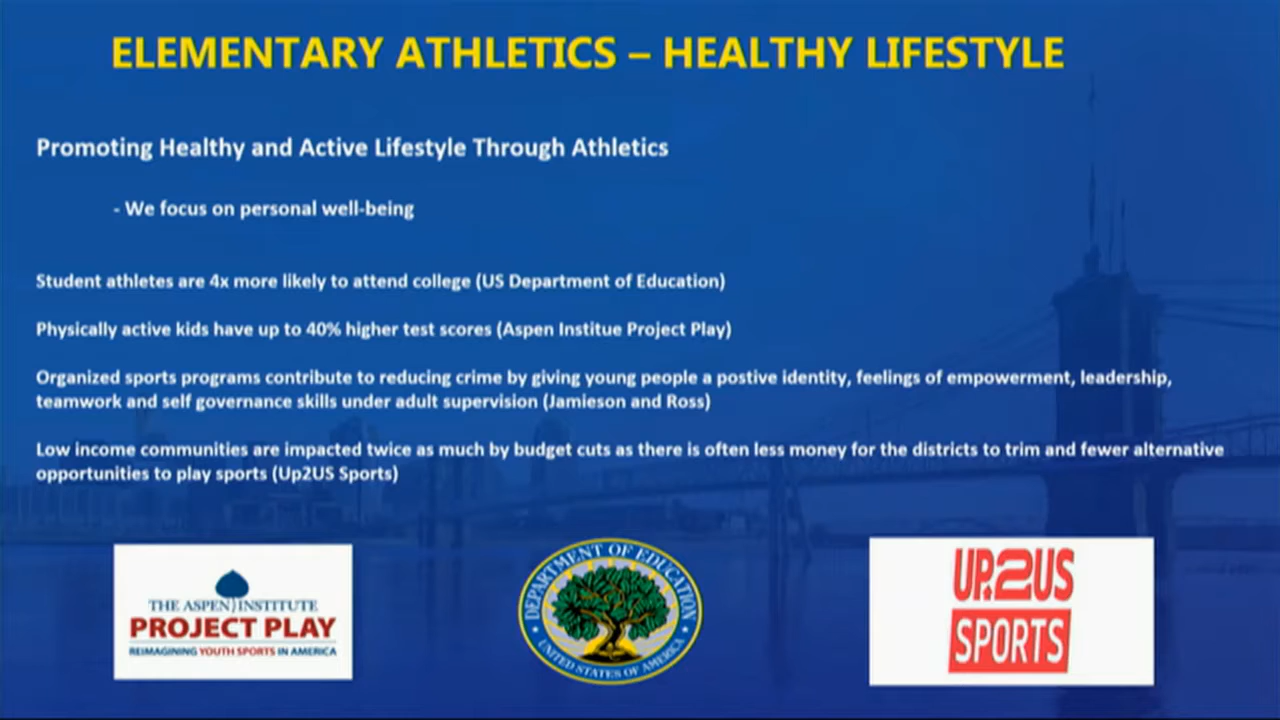 ELEMENTARY ATHLETICS – HEALTHY LIFESTYLE
Promoting Healthy and Active Lifestyle Through Athletics
- We focus on personal well-being
Student athletes are 4x more likely to attend college (US Department of Education)
Physically active kids have up to 40% higher test scores (Aspen Institue Project Play)
Organized sports programs contribute to reducing crime by giving young people a postive identity, feelings of empowerment, leadership,
teamwork and self governance skills under adult supervision (Jamieson and Ross)
Low income communities are impacted twice as much by budget cuts as there is often less money for the districts to trim and fewer alternative
opportunities to play sports (Up2US Sports)
THE ASPEN INSTITUTE
PROJECT PLAY
REIMAGINING YOUTH SPORTS IN AMERICA
DEPARTMENT OF EDUCATION
UNITED STATES OF AMERICA
UP2US
SPORTS